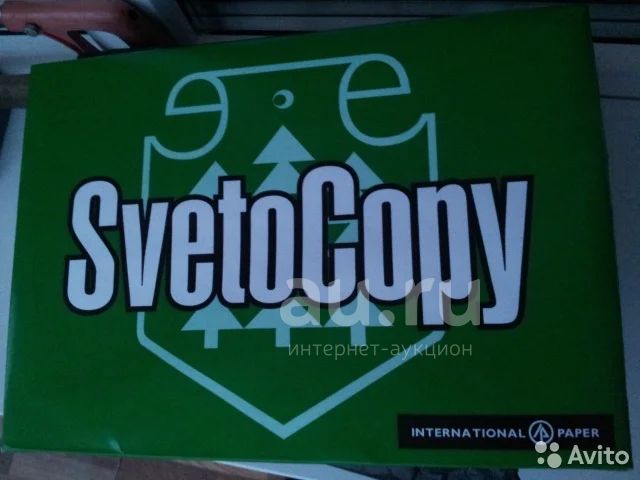 SvetoCopy
au.ru
интернет-аукцион
INTERNATIONAL PAPER
Avito